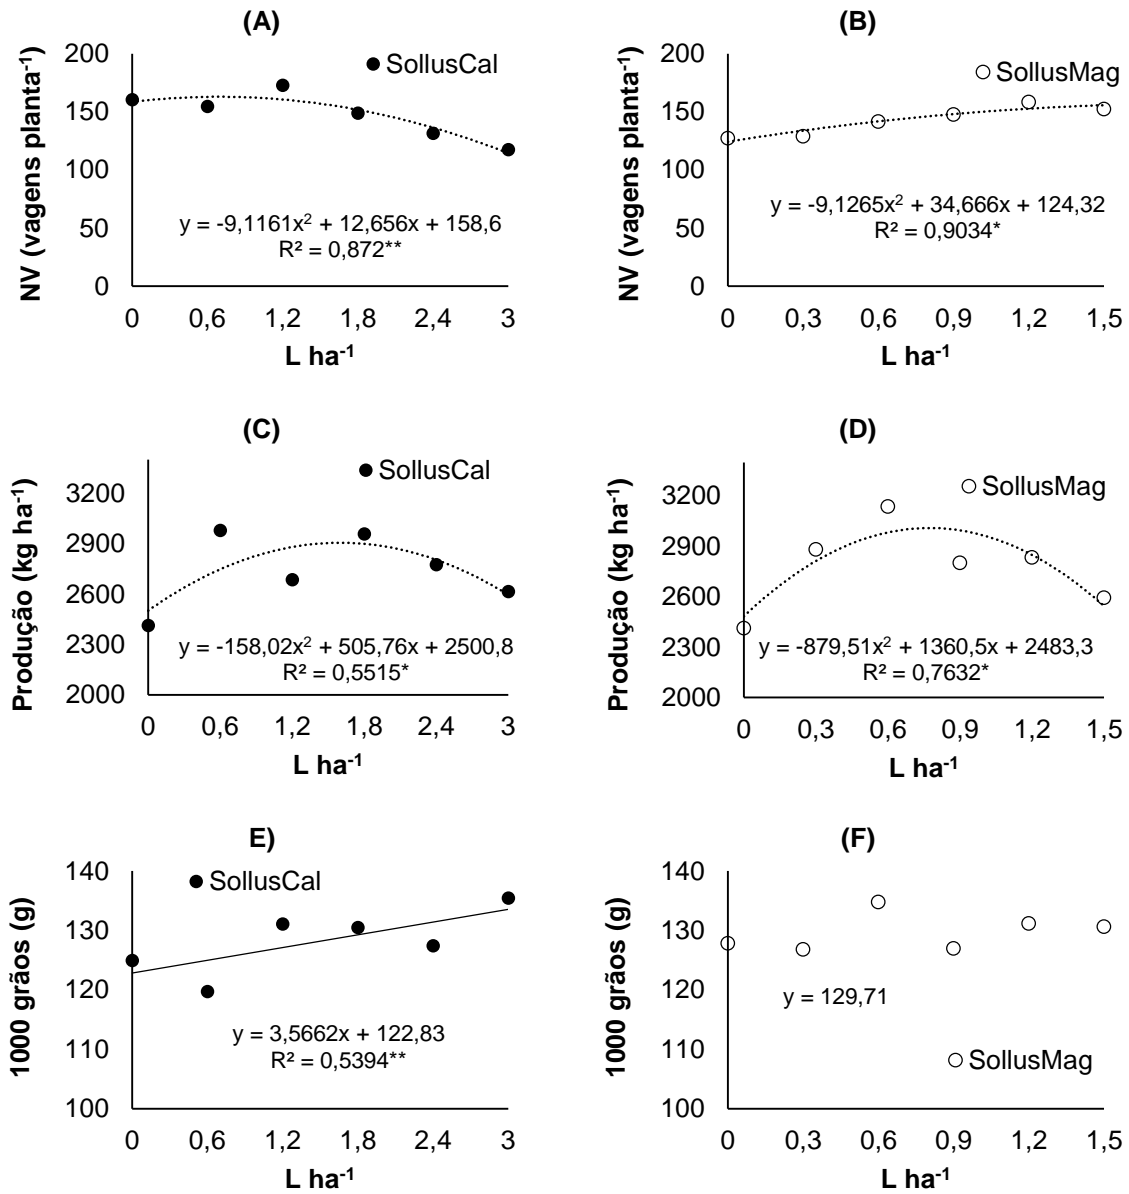 (A)
NV (vagens planta⁻¹)
200
150
100
50
0
SollusCal
y = -9,1161x² + 12,656x + 158,6
R² = 0,872**
0 0,6 1,2 1,8 2,4 3
L ha⁻¹
(B)
NV (vagens planta⁻¹)
200
150
100
50
0
SollusMag
y = -9,1265x² + 34,666x + 124,32
R² = 0,9034*
0 0,3 0,6 0,9 1,2 1,5
L ha⁻¹
(C)
Produção (kg ha⁻¹)
3200
2900
2600
2300
2000
SollusCal
y = -158,02x² + 505,76x + 2500,8
R² = 0,5515*
0 0,6 1,2 1,8 2,4 3
L ha⁻¹
(D)
Produção (kg ha⁻¹)
3200
2900
2600
2300
2000
SollusMag
y = -879,51x² + 1360,5x + 2483,3
R² = 0,7632*
0 0,3 0,6 0,9 1,2 1,5
L ha⁻¹
E)
1000 grãos (g)
140
130
120
110
100
SollusCal
y = 3,5662x + 122,83
R² = 0,5394**
0 0,6 1,2 1,8 2,4 3
L ha⁻¹
(F)
1000 grãos (g)
140
130
120
110
100
y = 129,71
SollusMag
0 0,3 0,6 0,9 1,2 1,5
L ha⁻¹